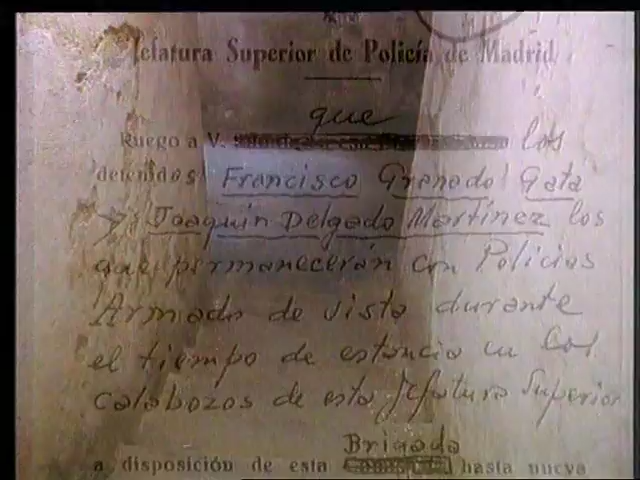 Jefatura Superior de Policía de Madrid
que
Ruego a V. los
detenidos Francisco Granado Gata
y Joaquín Delgado Martínez los
que permanecerán con Policias
Armados de vista durante
el tiempo de estancia en los
calabozos de esta Jefatura Superior
Brigada
a disposición de esta hasta nueva